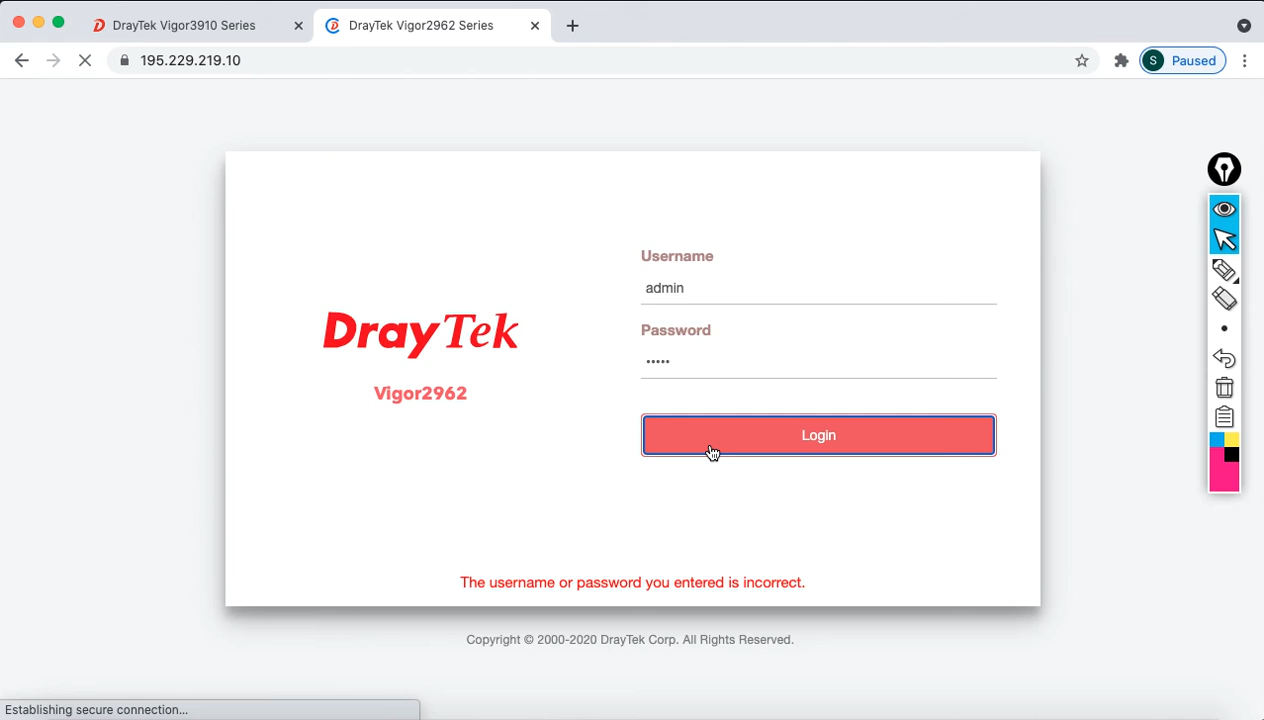 DrayTek Vigor3910 Series
DrayTek Vigor2962 Series
195.229.219.10
S
Paused
Username
admin
DrayTek
Password
•••••
Vigor2962
Login
The username or password you entered is incorrect.
Copyright © 2000-2020 DrayTek Corp. All Rights Reserved.
Establishing secure connection...